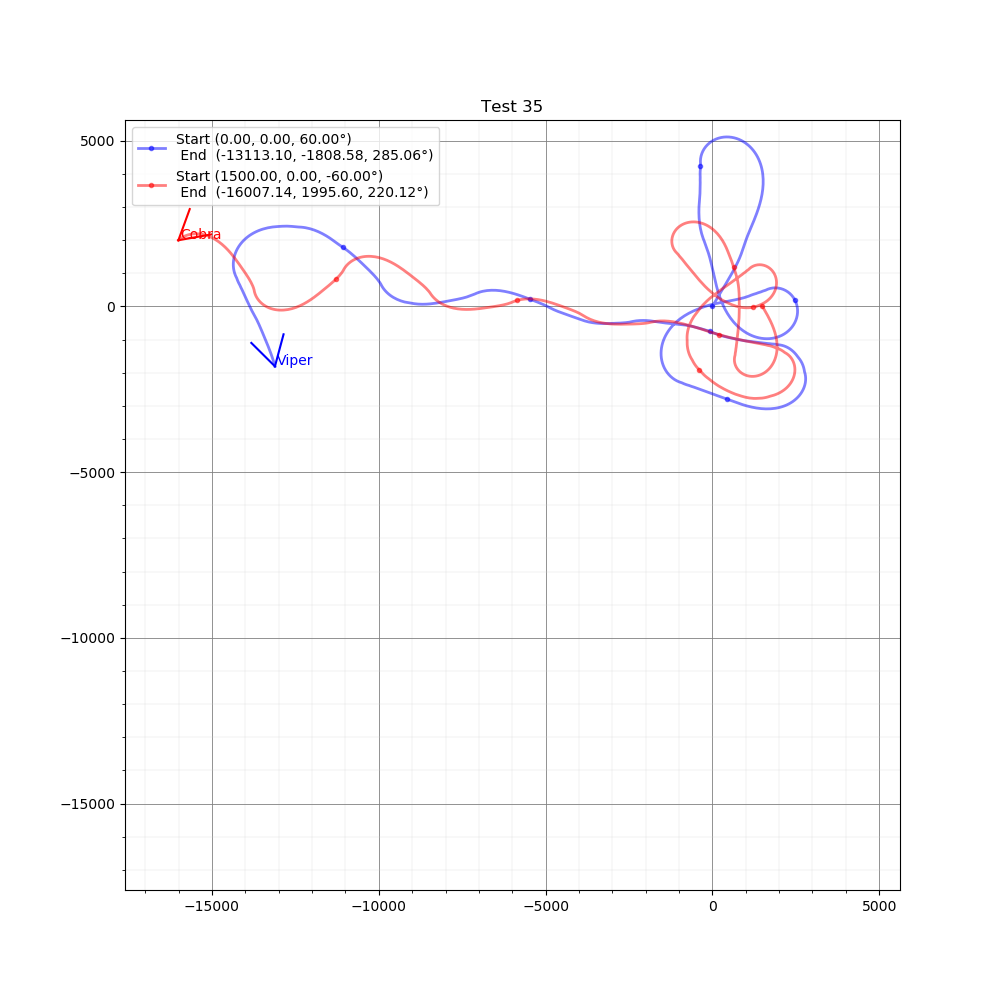 Test 35
Start (0.00, 0.00, 60.00°)
End  (-13113.10, -1808.58, 285.06°)
Start (1500.00, 0.00, -60.00°)
End  (-16007.14, 1995.60, 220.12°)
Cobra
Viper
5000
0
−5000
−10000
−15000
−15000
−10000
−5000
0
5000